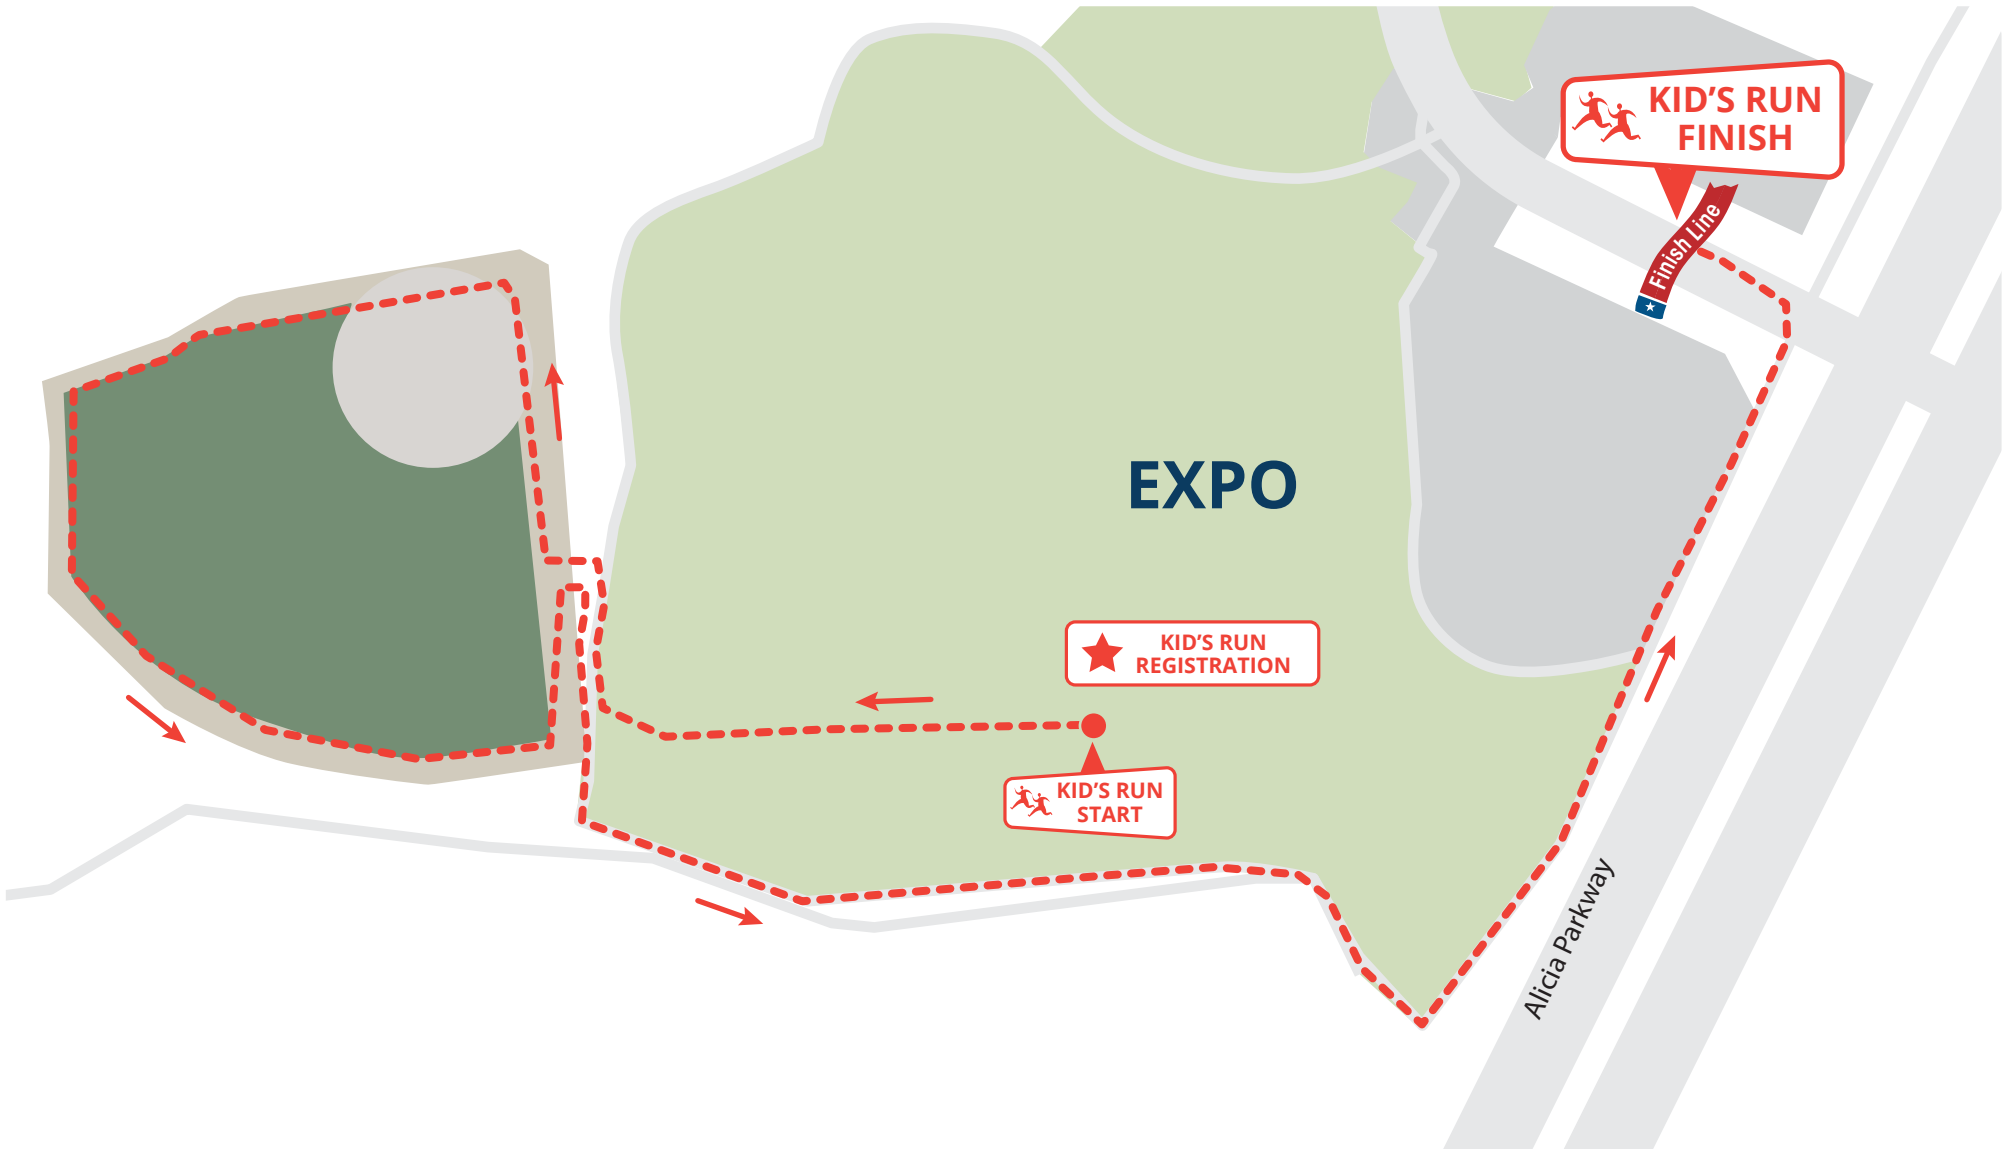 KID’S RUN
FINISH
Finish Line
EXPO
KID’S RUN
REGISTRATION
KID’S RUN
START
Alicia Parkway